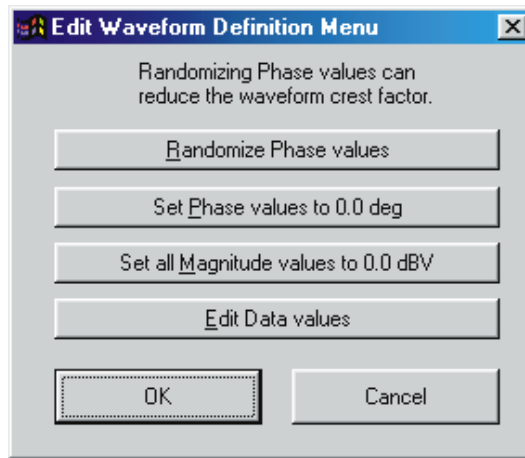 Edit Waveform Definition Menu
Randomizing Phase values can
reduce the waveform crest factor.
Randomize Phase values
Set Phase values to 0.0 deg
Set all Magnitude values to 0.0 dBV
Edit Data values
OK
Cancel